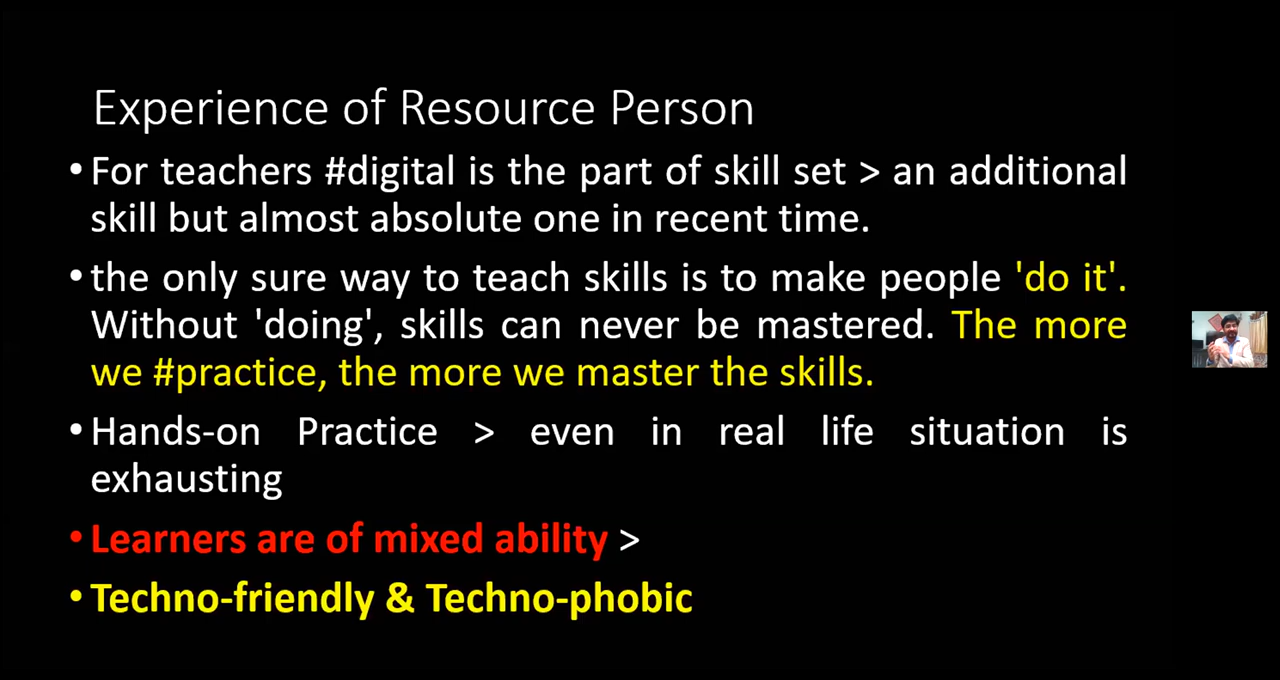 Experience of Resource Person
•For teachers #digital is the part of skill set > an additional
skill but almost absolute one in recent time.
•the only sure way to teach skills is to make people 'do it'.
Without 'doing', skills can never be mastered. The more
we #practice, the more we master the skills.
•Hands-on Practice > even in real life situation is
exhausting
•Learners are of mixed ability >
•Techno-friendly & Techno-phobic